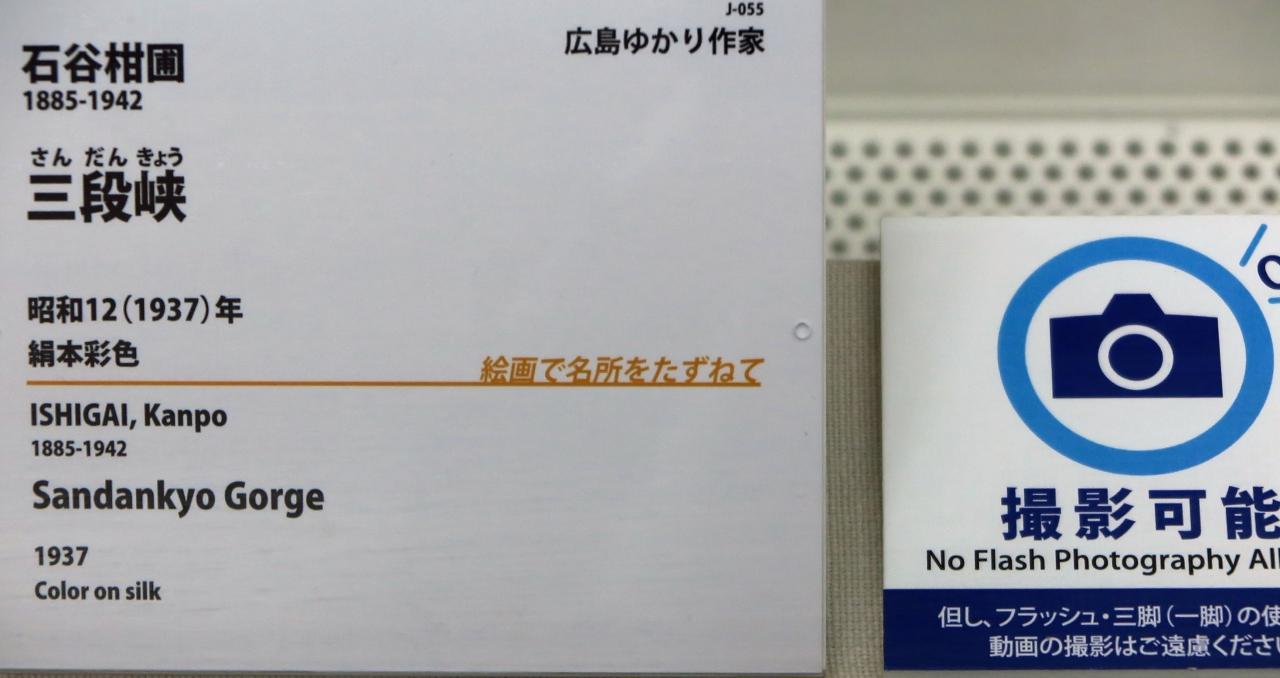 J-055
広島ゆかり作家
石谷柑圃
1885-1942
さん だん きょう
三段峡
昭和12(1937)年
絹本彩色
絵画で名所をたずねて
ISHIGAI, Kanpo
1885-1942
Sandankyo Gorge
1937
Color on silk
撮影可能
No Flash Photography All
但し、フラッシュ・三脚(一脚)の使
動画の撮影はご遠慮くださ